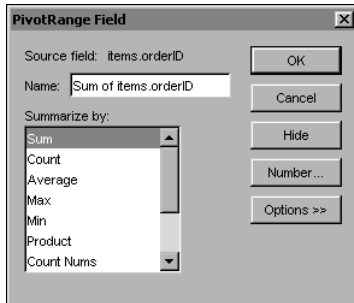 PivotRange Field
Source field: items.orderID
OK
Name: Sum of items.orderID
Cancel
Summarize by:
Sum
Hide
Count
Average
Number...
Max
Min
Options >>
Product
Count Nums